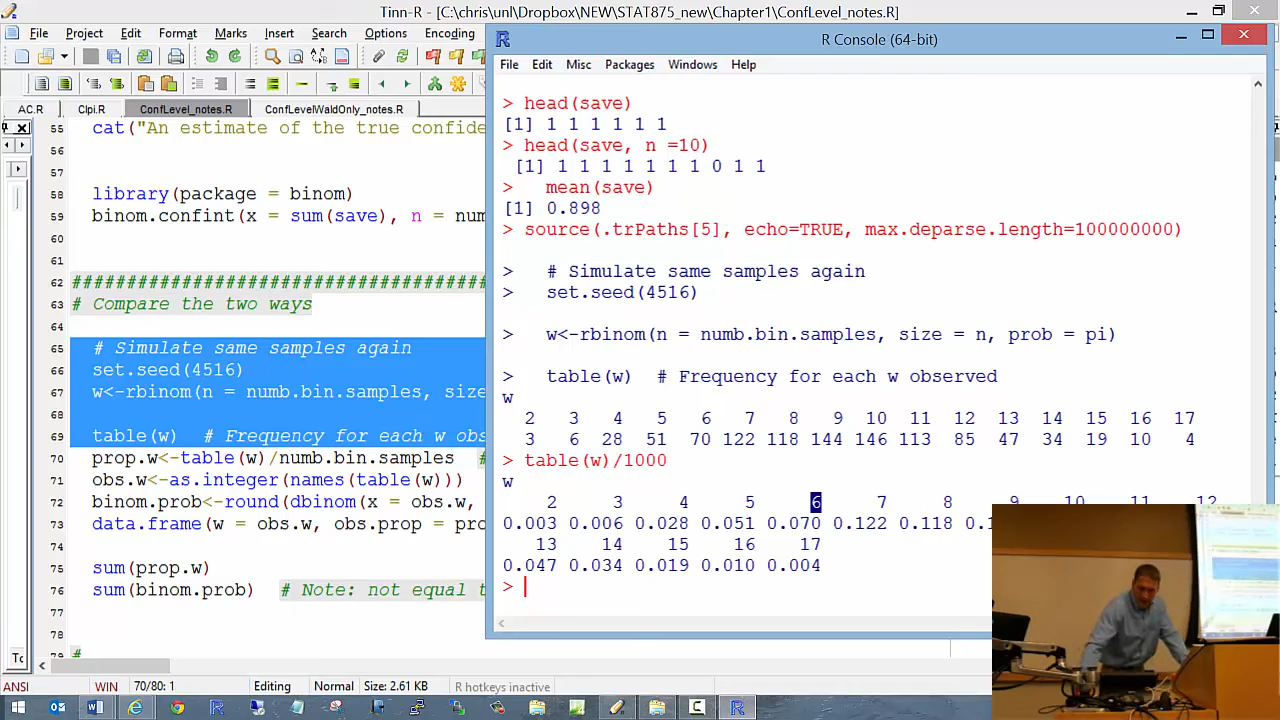 Tinn-R - [C:\chris\unl\Dropbox\NEW\STAT875_new\Chapter1\ConfLevel_notes.R]
File Project Edit Format Marks Insert Search Options Encoding
AC.R CIpi.R ConfLevel_notes.R ConfLevelWaldOnly_notes.R
55 cat("An estimate of the true confide
56
57
58 library(package = binom)
59 binom.confint(x = sum(save), n = num
60
61
62 #######################################
63 # Compare the two ways
64
65 # Simulate same samples again
66 set.seed(4516)
67 w<-rbinom(n = numb.bin.samples, size
68
69 table(w) # Frequency for each w obs
70 prop.w<-table(w)/numb.bin.samples #
71 obs.w<-as.integer(names(table(w)))
72 binom.prob<-round(dbinom(x = obs.w,
73 data.frame(w = obs.w, obs.prop = pro
74
75 sum(prop.w)
76 sum(binom.prob) # Note: not equal t
77
78
79 #
Tc
ANSI WIN 70/80: 1 Editing Normal Size: 2.61 KB R hotkeys inactive
R Console (64-bit)
File Edit Misc Packages Windows Help
> head(save)
[1] 1 1 1 1 1 1
> head(save, n =10)
[1] 1 1 1 1 1 1 1 0 1 1
> mean(save)
[1] 0.898
> source(.trPaths[5], echo=TRUE, max.deparse.length=100000000)
> # Simulate same samples again
> set.seed(4516)
> w<-rbinom(n = numb.bin.samples, size = n, prob = pi)
> table(w) # Frequency for each w observed
w
2 3 4 5 6 7 8 9 10 11 12 13 14 15 16 17
3 6 28 51 70 122 118 144 146 113 85 47 34 19 10 4
> table(w)/1000
w
2 3 4 5 6 7 8 9 10 11 12
0.003 0.006 0.028 0.051 0.070 0.122 0.118
13 14 15 16 17
0.047 0.034 0.019 0.010 0.004
>